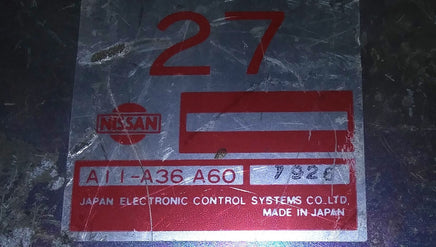 27
NISSAN
A11-A36 A60 7926
JAPAN ELECTRONIC CONTROL SYSTEMS CO.,LTD.
MADE IN JAPAN